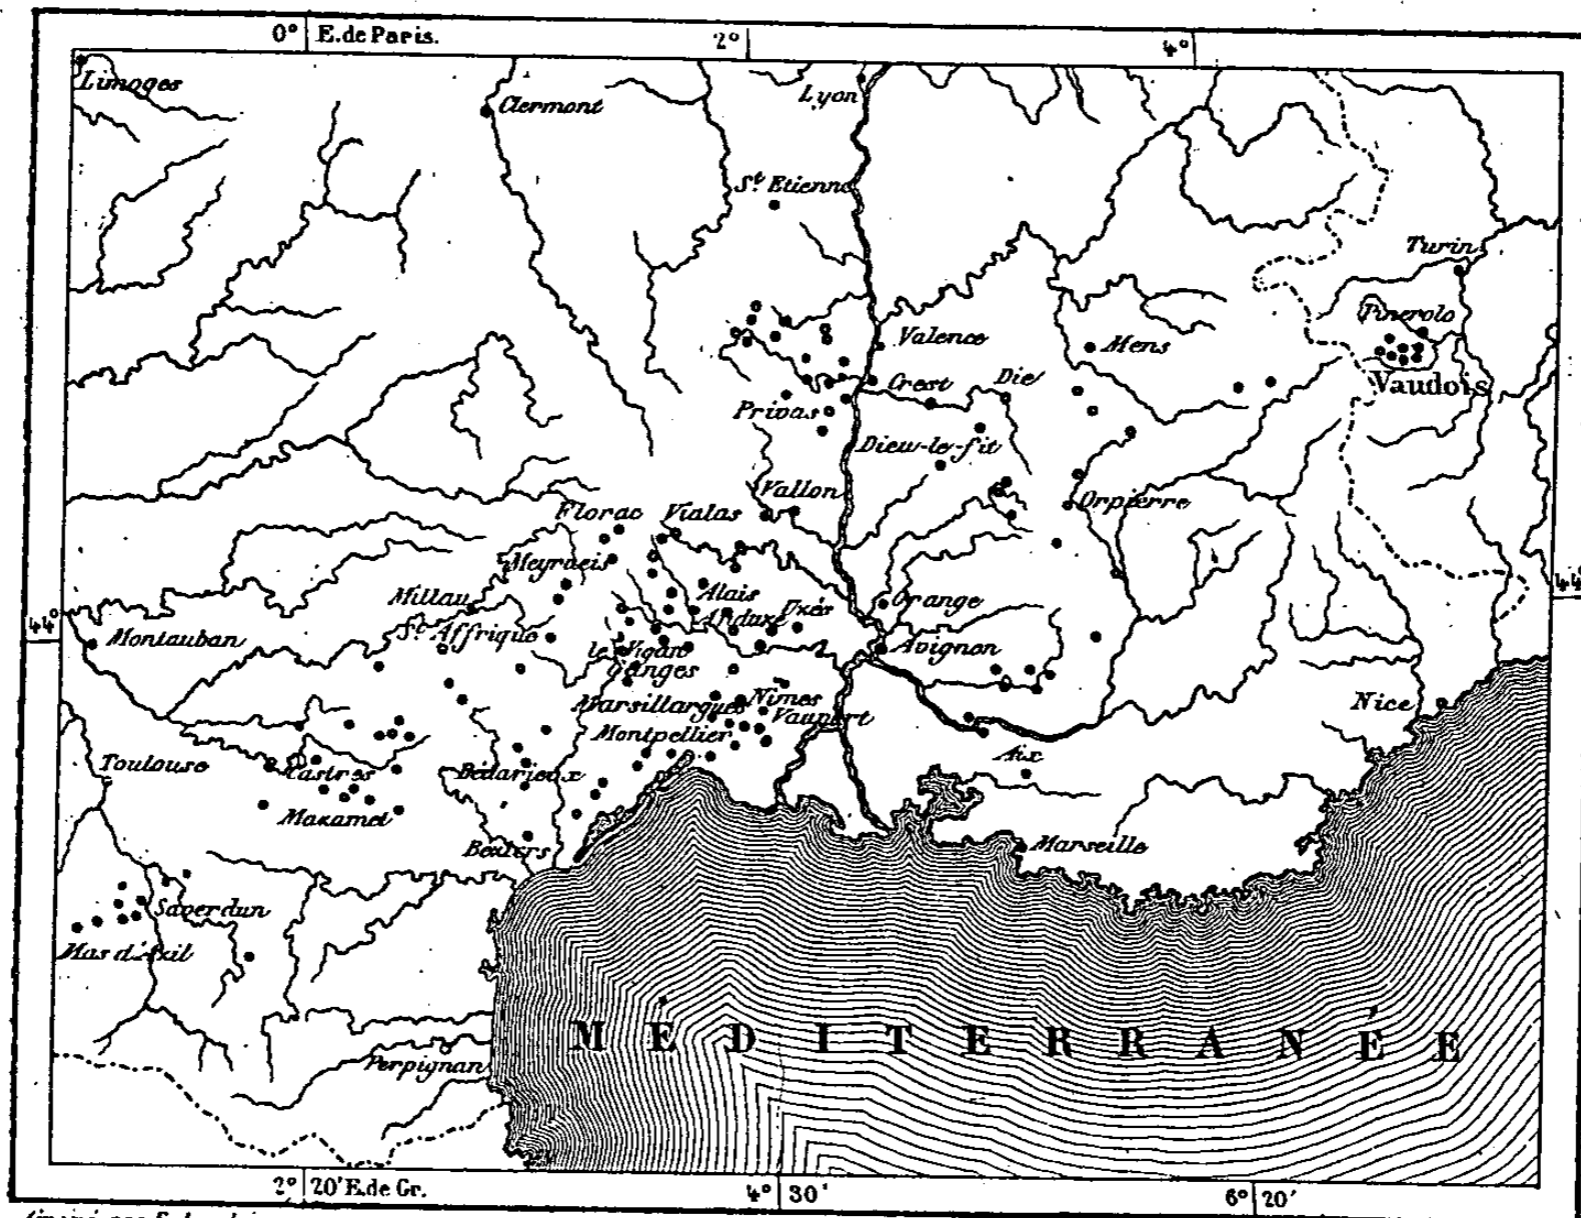 0° E. de Paris.
2°
4°
Limoges
Clermont
Lyon
St Etienne
Turin
Pinerolo
Valence
Mens
Vaudois
Crest
Die
Privas
Dieu-le-fit
Vallon
Florac
Vialas
Orpierre
Meyrueis
Alais
Millau
Anduze
Uzés
Orange
44°
44°
Montauban
St Affrique
le Vigan
Avignon
Ganges
Nimes
Marsillargues
Vauvert
Nice
Montpellier
Toulouse
Castres
Bédarieux
Aix
Mazamet
Beziers
Marseille
Saverdun
Mas d'Azil
MÉDITERRANÉE
Perpignan
2° 20' E. de Gr.
4° 30'
6° 20'